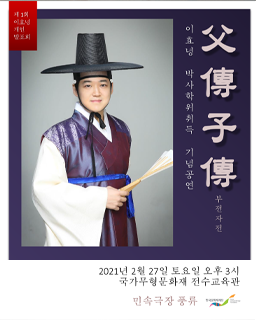 제 1회
이효녕
개인
발표회
父傳子傳
부전자전
이효녕 박사학위취득 기념공연
2021년 2월 27일 토요일 오후 3시
국가무형문화재 전수교육관
민속극장 풍류